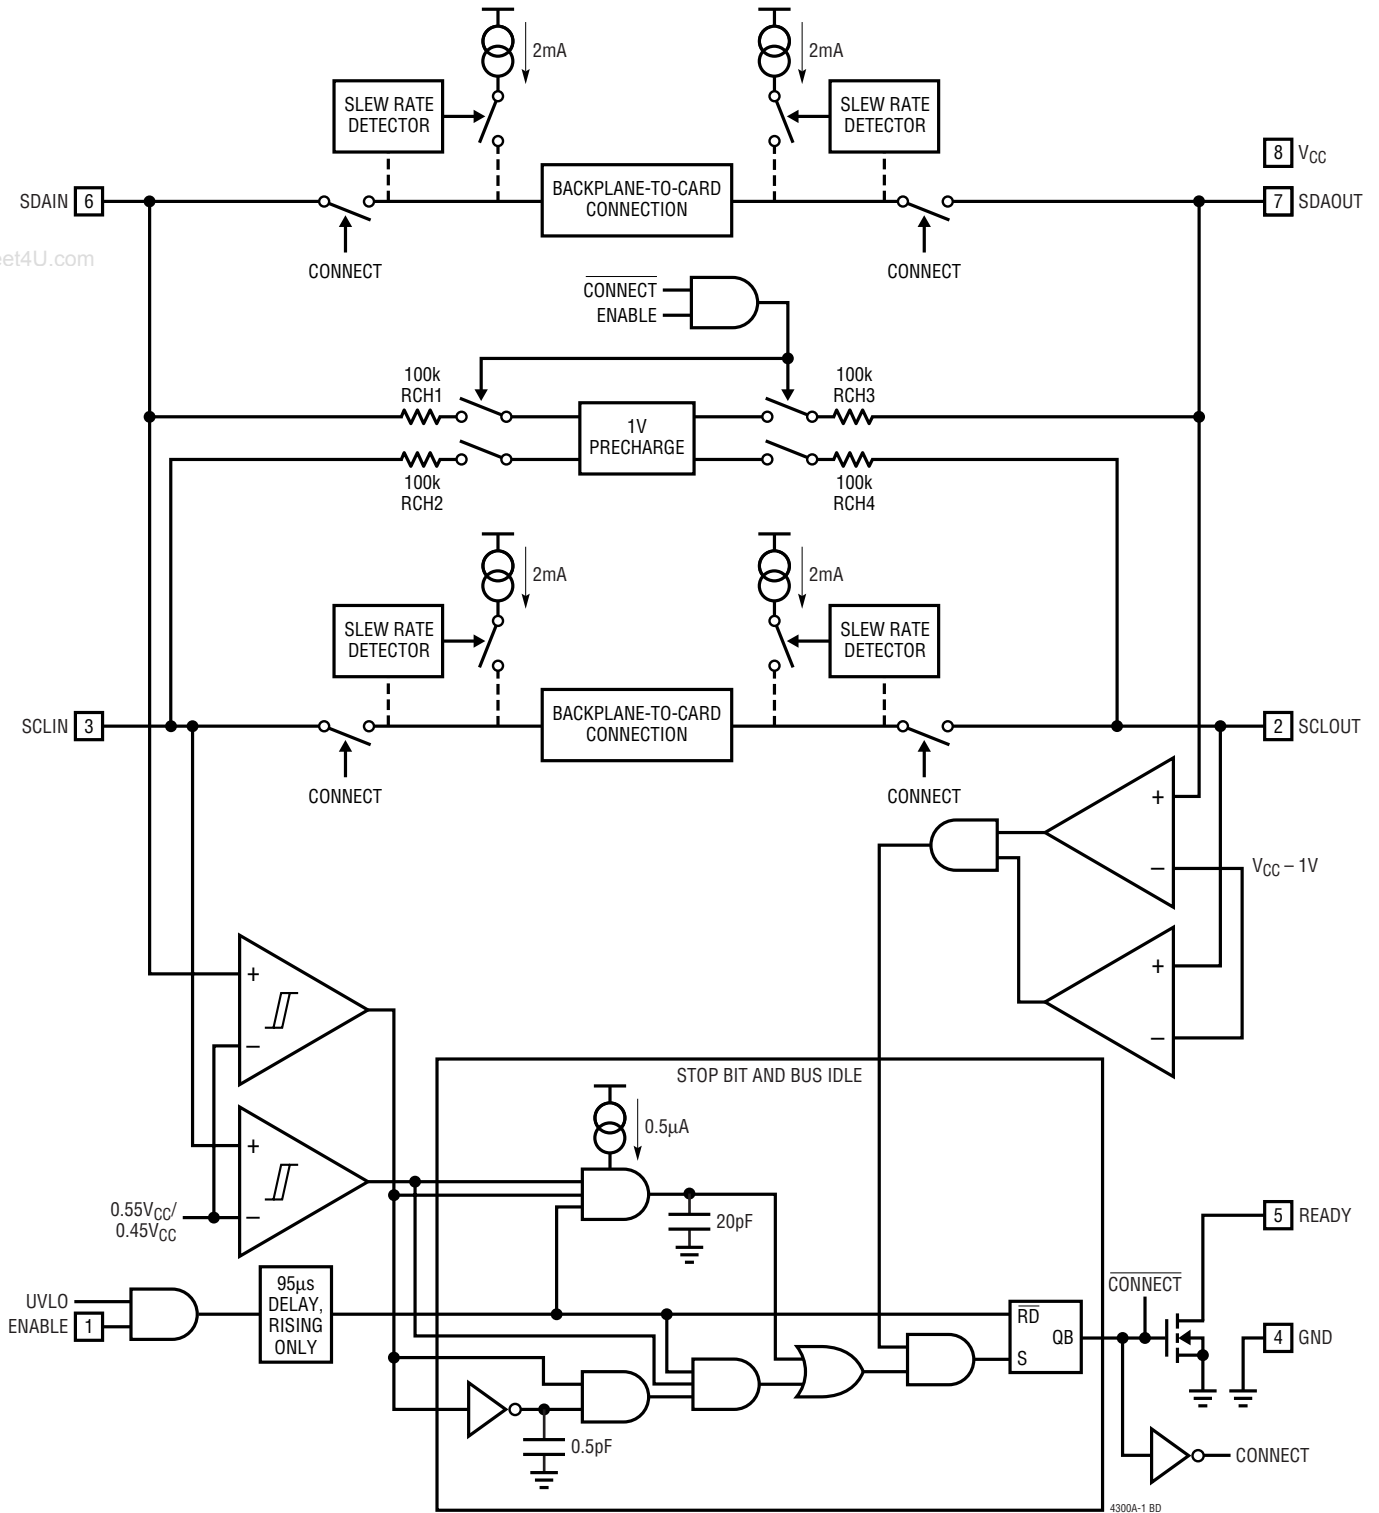 2mA
2mA
SLEW RATE
DETECTOR
SLEW RATE
DETECTOR
8 VCC
SDAIN 6
BACKPLANE-TO-CARD
CONNECTION
7 SDAOUT
eet4U.com
CONNECT
CONNECT
CONNECT
ENABLE
100k
RCH1
100k
RCH3
1V
PRECHARGE
100k
RCH2
100k
RCH4
2mA
2mA
SLEW RATE
DETECTOR
SLEW RATE
DETECTOR
SCLIN 3
BACKPLANE-TO-CARD
CONNECTION
2 SCLOUT
CONNECT
CONNECT
+
–
VCC – 1V
+
–
+
–
STOP BIT AND BUS IDLE
0.5µA
+
–
0.55VCC/
0.45VCC
20pF
5 READY
UVLO
ENABLE 1
95µs
DELAY,
RISING
ONLY
RD
QB
S
CONNECT
4 GND
0.5pF
CONNECT
4300A-1 BD